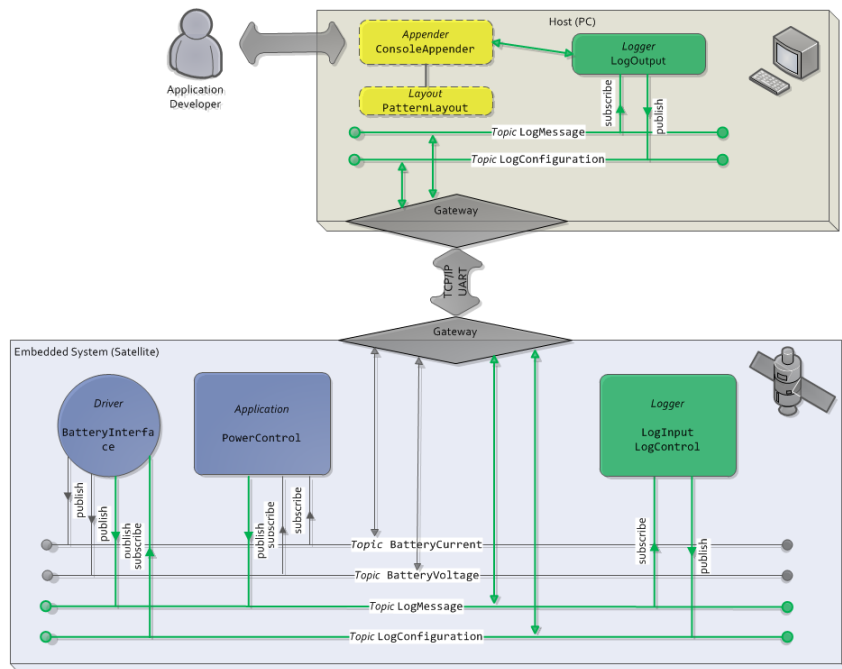 Host (PC)
Appender
ConsoleAppender
Logger
LogOutput
Application
Developer
Layout
PatternLayout
subscribe
publish
Topic LogMessage
Topic LogConfiguration
Gateway
TCP/IP
UART
Gateway
Embedded System (Satellite)
Driver
BatteryInterfa
ce
Application
PowerControl
Logger
LogInput
LogControl
publish
publish
publish
subscribe
publish
subscribe
subscribe
subscribe
publish
Topic BatteryCurrent
Topic BatteryVoltage
Topic LogMessage
Topic LogConfiguration